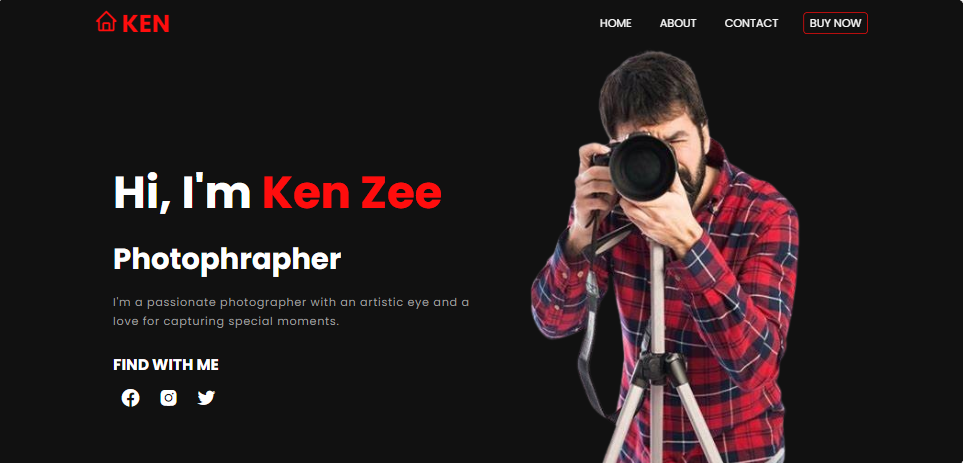 KEN
HOME ABOUT CONTACT BUY NOW
Hi, I'm Ken Zee
Photophrapher
I'm a passionate photographer with an artistic eye and a
love for capturing special moments.
FIND WITH ME